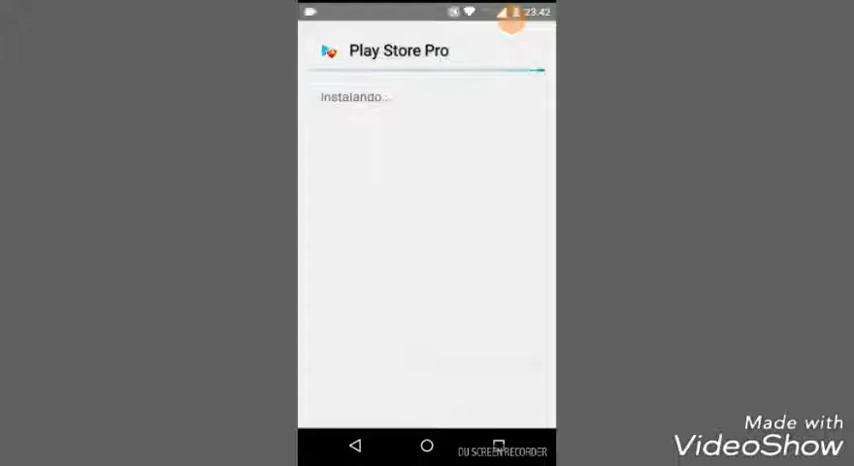 23.42
Play Store Pro
Instalando...
DU SCREEN RECORDER
Made with
VideoShow